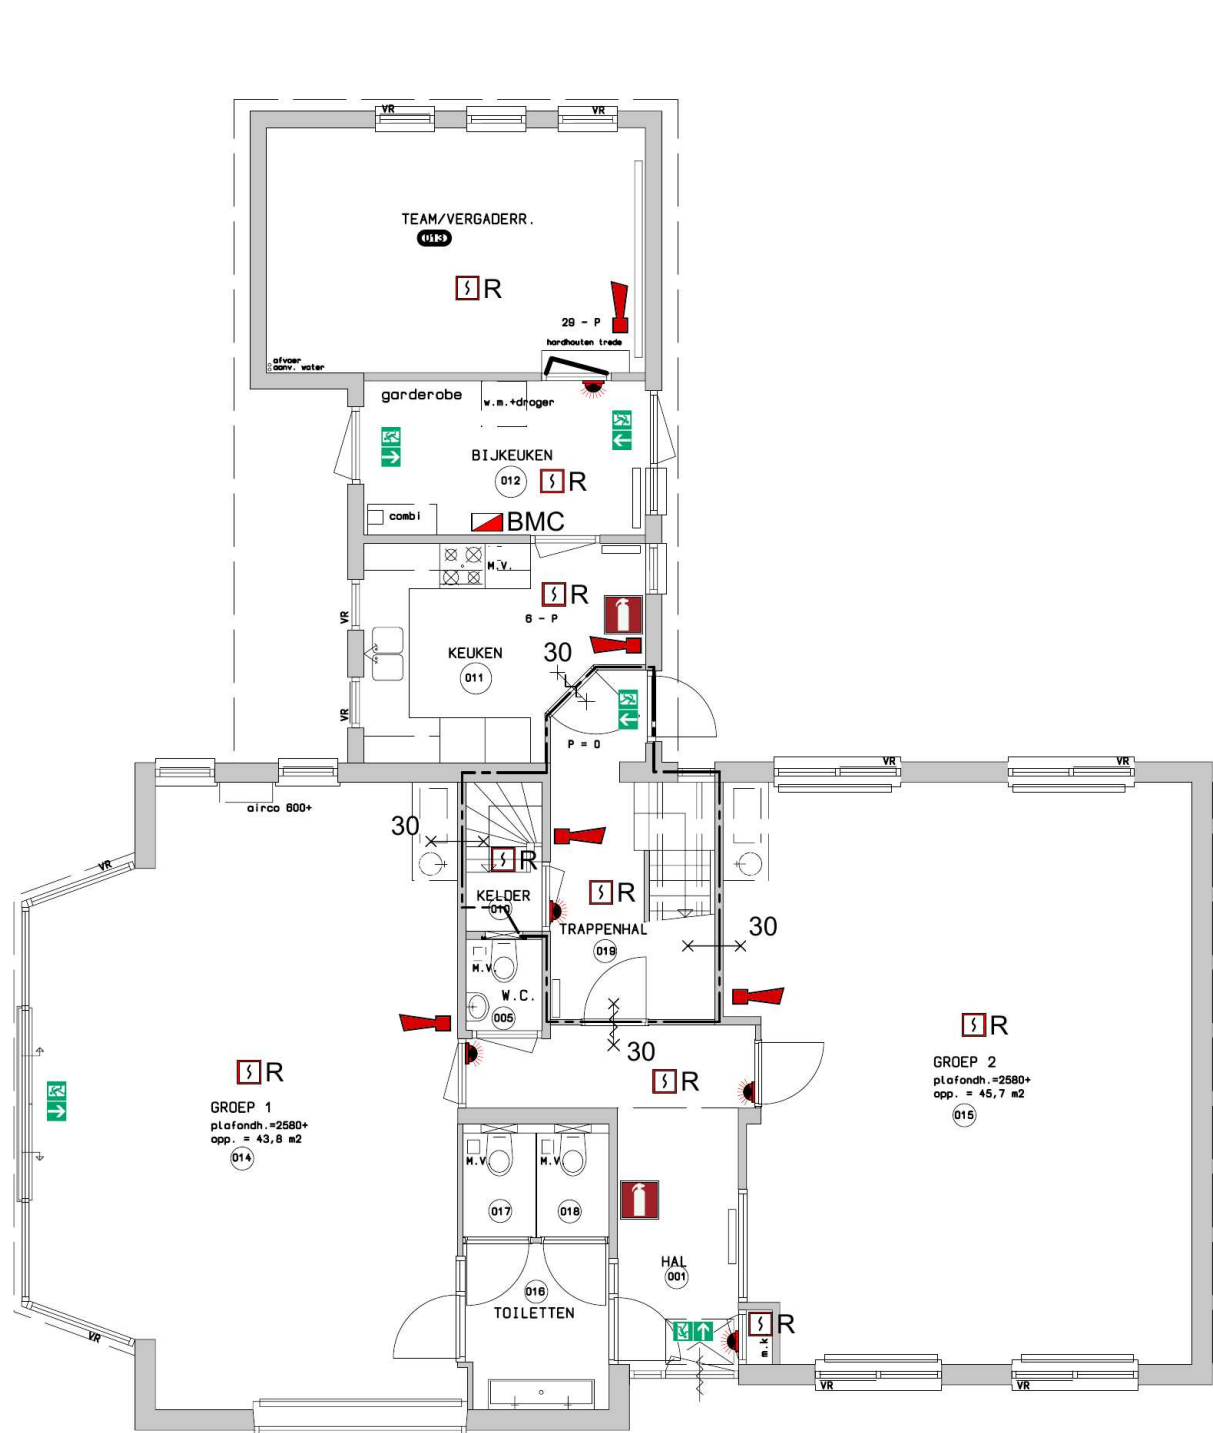 VR
VR
TEAM/VERGADERR.
013
R
29 - P
hardhouten trede
afvoer
aanv. water
garderobe
w.m.+droger
BIJKEUKEN
012
R
combi
BMC
M.V.
R
6 - P
VR
KEUKEN
011
30
VR
P = 0
VR
VR
airco 600+
30
R
VR
KELDER
010
R
TRAPPENHAL
019
30
M.V.
W.C.
005
R
30
R
R
GROEP 2
plafondh.=2580+
opp. = 45,7 m2
015
GROEP 1
plafondh.=2580+
opp. = 43,8 m2
014
M.V.
M.V.
017
018
HAL
001
016
TOILETTEN
R
m.k
VR
VR
VR